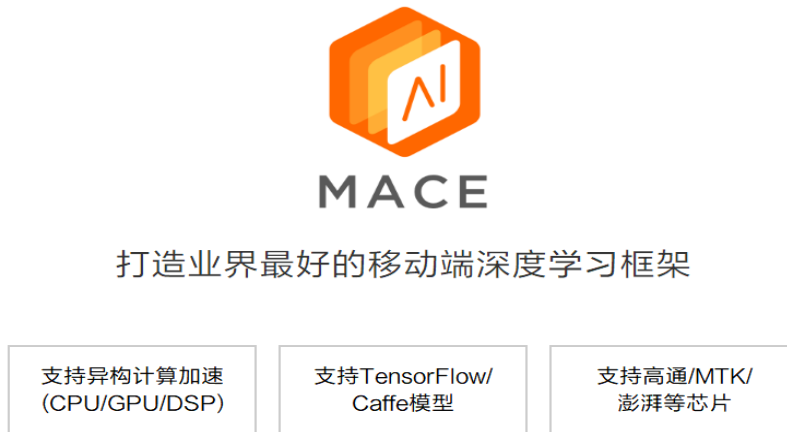 AI
MACE
打造业界最好的移动端深度学习框架
支持异构计算加速
(CPU/GPU/DSP)
支持TensorFlow/
Caffe模型
支持高通/MTK/
澎湃等芯片